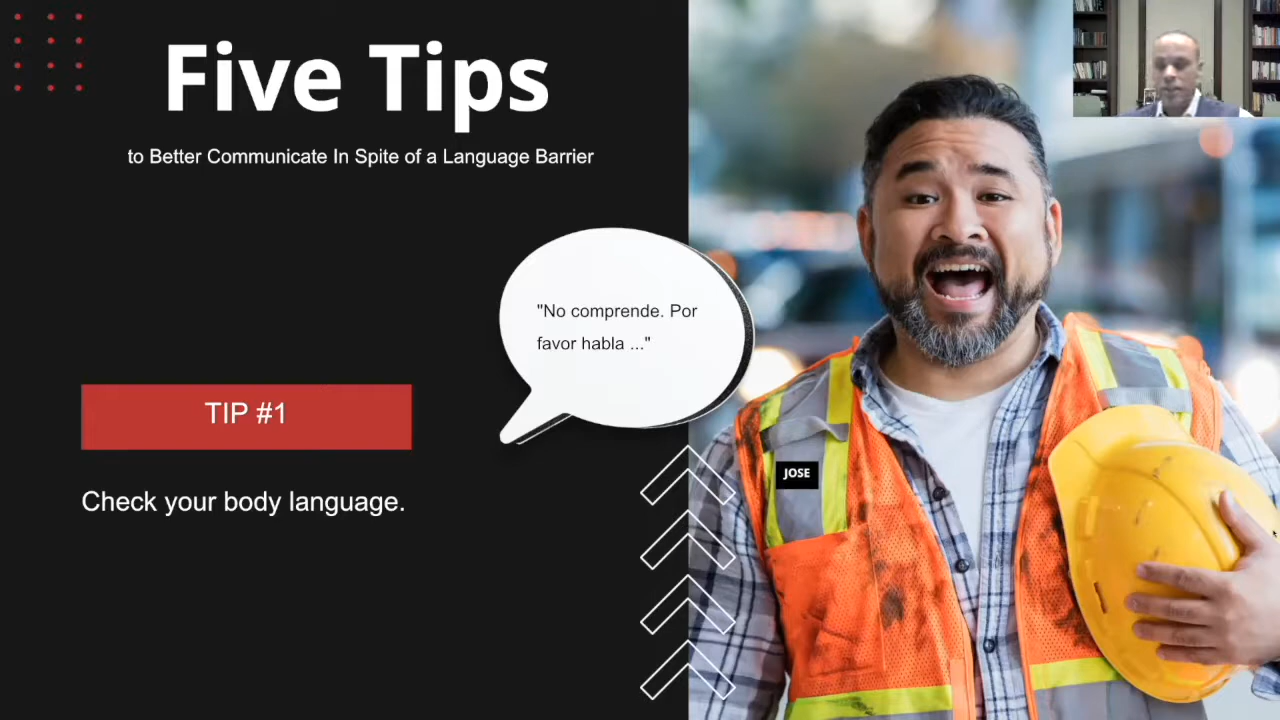 Five Tips
to Better Communicate In Spite of a Language Barrier
"No comprende. Por
favor habla ..."
TIP #1
Check your body language.
JOSE